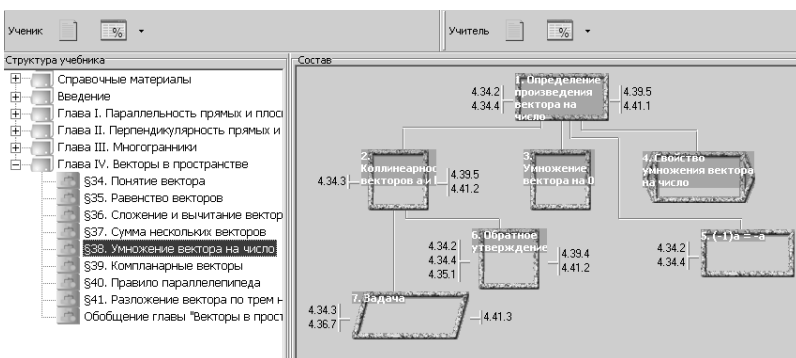 Ученик
%
Учитель
%
Структура учебника
Справочные материалы
Введение
Глава I. Параллельность прямых и плос
Глава II. Перпендикулярность прямых и
Глава III. Многогранники
Глава IV. Векторы в пространстве
§34. Понятие вектора
§35. Равенство векторов
§36. Сложение и вычитание вектор
§37. Сумма нескольких векторов
§38. Умножение вектора на число
§39. Компланарные векторы
§40. Правило параллелепипеда
§41. Разложение вектора по трем н
Обобщение главы "Векторы в прост
Состав
4.34.2
4.34.4
1. Определение
произведения
вектора на
число
4.39.5
4.41.1
4.34.3
2.
Коллинеарнос
векторов а и
4.39.5
4.41.2
3.
Умножение
вектора на 0
4. Свойство
умножения вектора
на число
4.34.2
4.34.4
4.35.1
6. Обратное
утверждение
4.39.4
4.41.2
4.34.2
4.34.4
5. (-1)a = -a
4.34.3
4.36.7
7. Задача
4.41.3